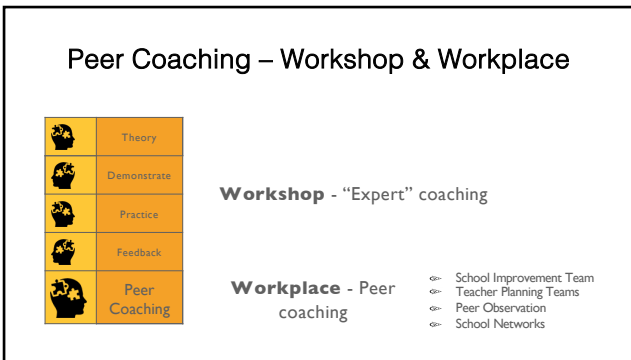 Peer Coaching – Workshop & Workplace
Theory
Demonstrate
Practice
Feedback
Peer
Coaching
Workshop - “Expert” coaching
Workplace - Peer
coaching
School Improvement Team
Teacher Planning Teams
Peer Observation
School Networks